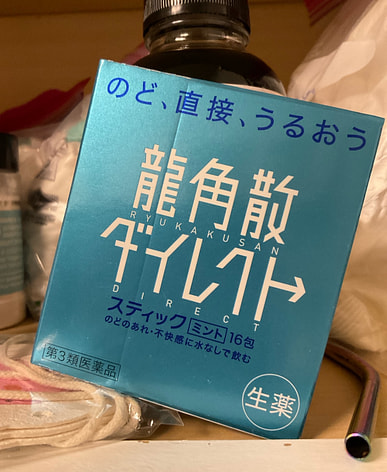 のど、直接、うるおう
龍角散
RYUKAKUSAN
ダイレクト
DIRECT
スティック ミント 16包
のどのあれ・不快感に水なしで飲む
第3類医薬品
生薬